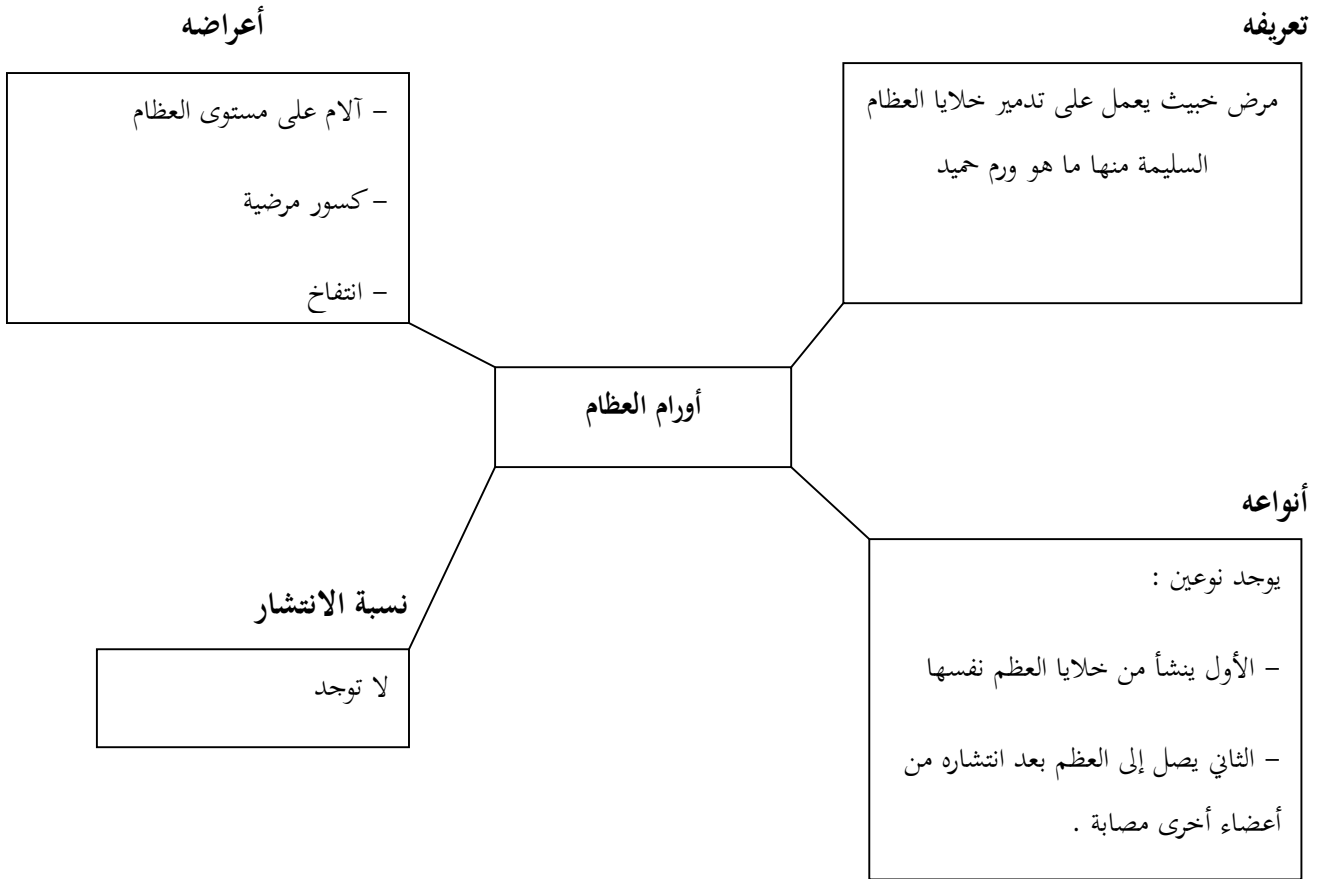 تعريفه
مرض خبيث يعمل على تدمير خلايا العظام
السليمة منها ما هو ورم حميد
أعراضه
– آلام على مستوى العظام
– كسور مرضية
– انتفاخ
أورام العظام
أنواعه
يوجد نوعين :
– الأول ينشأ من خلايا العظم نفسها
– الثاني يصل إلى العظم بعد انتشاره من
أعضاء أخرى مصابة .
نسبة الانتشار
لا توجد